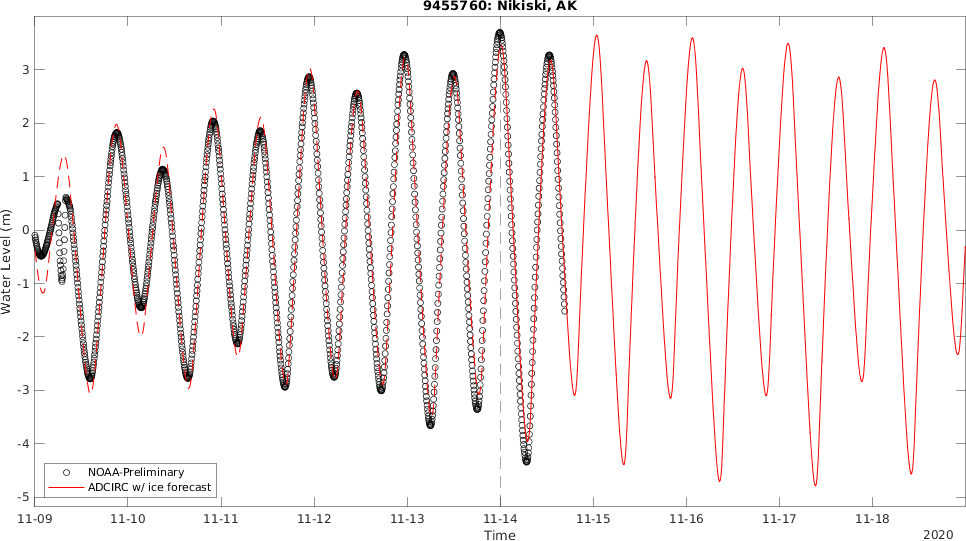 9455760: Nikiski, AK
Water Level (m)
3
2
1
0
-1
-2
-3
-4
-5
NOAA-Preliminary
ADCIRC w/ ice forecast
11-09 11-10 11-11 11-12 11-13 11-14 11-15 11-16 11-17 11-18
Time
2020